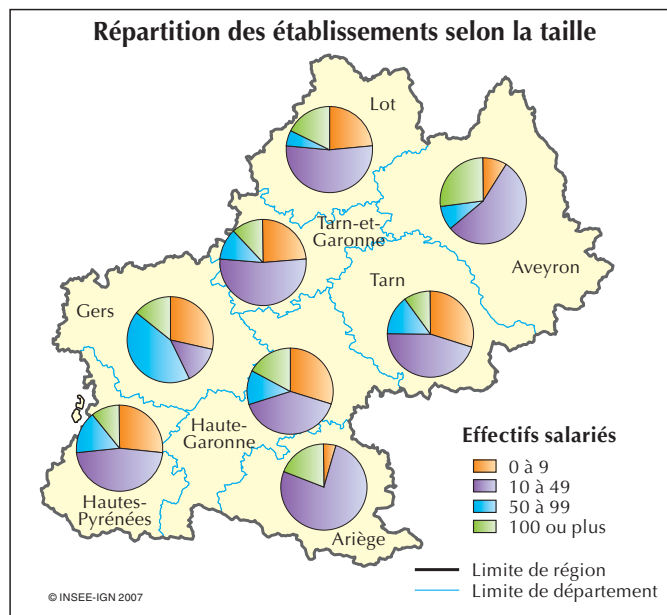 Répartition des établissements selon la taille
Lot
Tarn-et-
Garonne
Aveyron
Tarn
Gers
Haute-
Garonne
Hautes-
Pyrénées
Ariège
Effectifs salariés
0 à 9
10 à 49
50 à 99
100 ou plus
Limite de région
Limite de département
© INSEE-IGN 2007